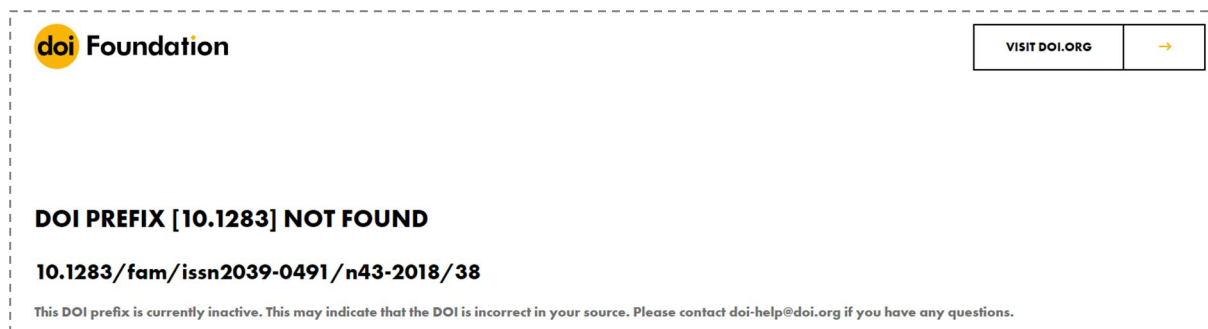 doi Foundation
VISIT DOI.ORG →
DOI PREFIX [10.1283] NOT FOUND
10.1283/fam/issn2039-0491/n43-2018/38
This DOI prefix is currently inactive. This may indicate that the DOI is incorrect in your source. Please contact doi-help@doi.org if you have any questions.